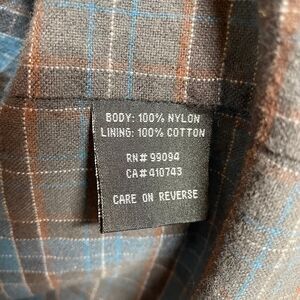 BODY: 100% NYLON
LINING: 100% COTTON
RN# 99094
CA# 410743
CARE ON REVERSE